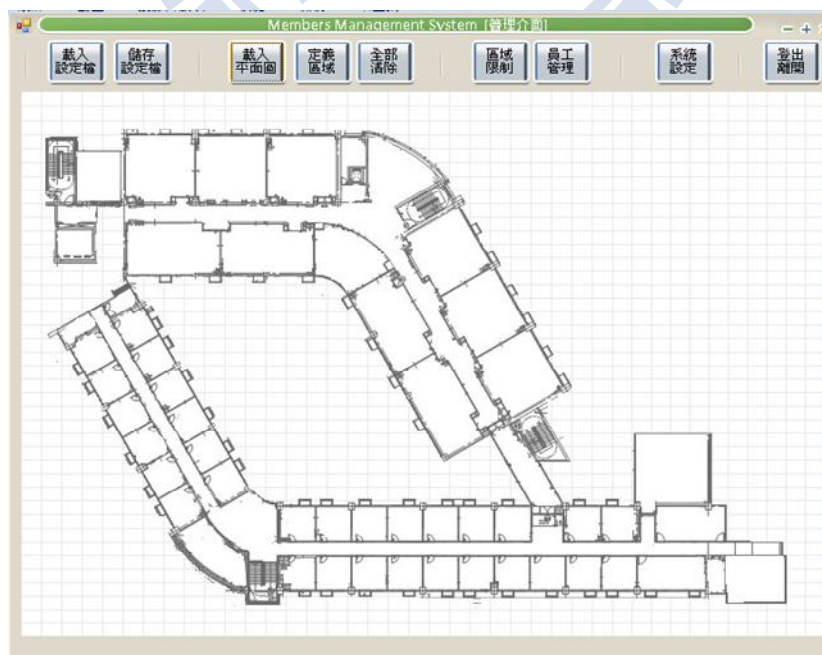 Members Management System [管理介面]
載入
設定檔
儲存
設定檔
載入
平面圖
定義
區域
全部
清除
區域
限制
員工
管理
系統
設定
登出
離開